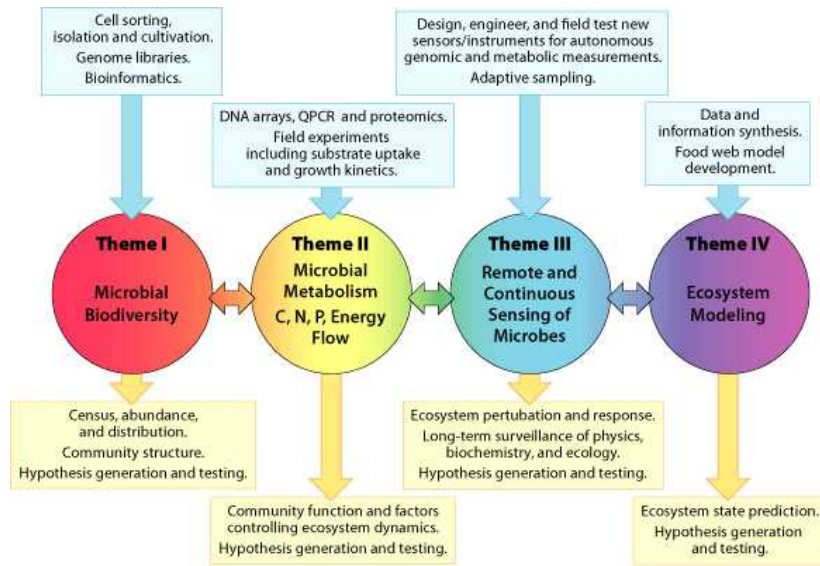 Cell sorting,
isolation and cultivation.
Genome libraries.
Bioinformatics.
Design, engineer, and field test new
sensors/instruments for autonomous
genomic and metabolic measurements.
Adaptive sampling.
DNA arrays, QPCR and proteomics.
Field experiments
including substrate uptake
and growth kinetics.
Data and
information synthesis.
Food web model
development.
Theme I
Microbial
Biodiversity
Theme II
Microbial
Metabolism
C, N, P, Energy
Flow
Theme III
Remote and
Continuous
Sensing of
Microbes
Theme IV
Ecosystem
Modeling
Census, abundance,
and distribution.
Community structure.
Hypothesis generation and testing.
Ecosystem pertubation and response.
Long-term surveillance of physics,
biochemistry, and ecology.
Hypothesis generation and testing.
Community function and factors
controlling ecosystem dynamics.
Hypothesis generation and testing.
Ecosystem state prediction.
Hypothesis generation
and testing.